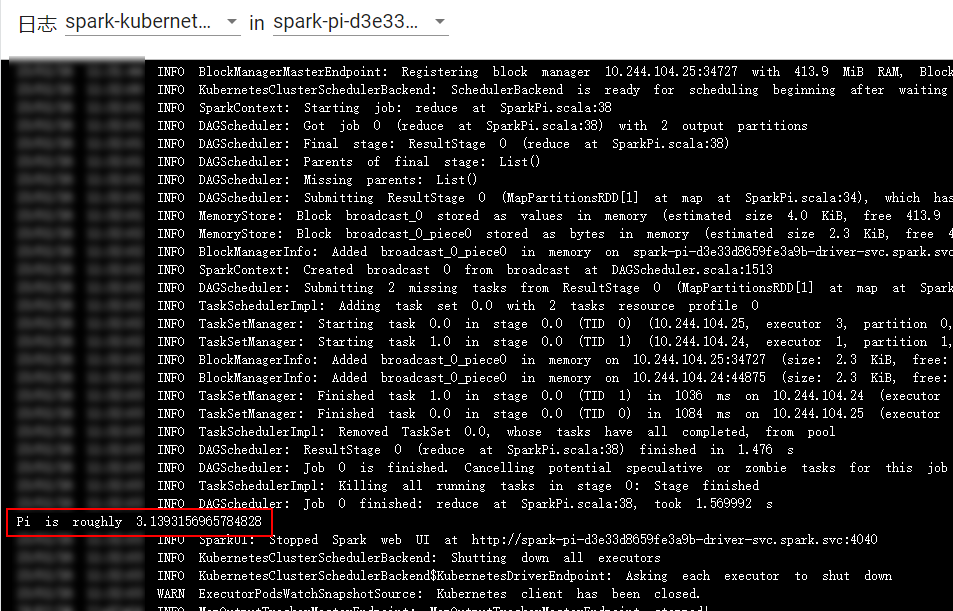 日志 spark-kubernet... in spark-pi-d3e33...
INFO BlockManagerMasterEndpoint: Registering block manager 10.244.104.25:34727 with 413.9 MiB RAM, Block
INFO KubernetesClusterSchedulerBackend: SchedulerBackend is ready for scheduling beginning after waiting
INFO SparkContext: Starting job: reduce at SparkPi.scala:38
INFO DAGScheduler: Got job 0 (reduce at SparkPi.scala:38) with 2 output partitions
INFO DAGScheduler: Final stage: ResultStage 0 (reduce at SparkPi.scala:38)
INFO DAGScheduler: Parents of final stage: List()
INFO DAGScheduler: Missing parents: List()
INFO DAGScheduler: Submitting ResultStage 0 (MapPartitionsRDD[1] at map at SparkPi.scala:34), which has
INFO MemoryStore: Block broadcast_0 stored as values in memory (estimated size 4.0 KiB, free 413.9
INFO MemoryStore: Block broadcast_0_piece0 stored as bytes in memory (estimated size 2.3 KiB, free 4
INFO BlockManagerInfo: Added broadcast_0_piece0 in memory on spark-pi-d3e33d8659fe3a9b-driver-svc.spark.svc
INFO SparkContext: Created broadcast 0 from broadcast at DAGScheduler.scala:1513
INFO DAGScheduler: Submitting 2 missing tasks from ResultStage 0 (MapPartitionsRDD[1] at map at Spark
INFO TaskSchedulerImpl: Adding task set 0.0 with 2 tasks resource profile 0
INFO TaskSetManager: Starting task 0.0 in stage 0.0 (TID 0) (10.244.104.25, executor 3, partition 0,
INFO TaskSetManager: Starting task 1.0 in stage 0.0 (TID 1) (10.244.104.24, executor 1, partition 1,
INFO BlockManagerInfo: Added broadcast_0_piece0 in memory on 10.244.104.25:34727 (size: 2.3 KiB, free:
INFO BlockManagerInfo: Added broadcast_0_piece0 in memory on 10.244.104.24:44875 (size: 2.3 KiB, free:
INFO TaskSetManager: Finished task 1.0 in stage 0.0 (TID 1) in 1036 ms on 10.244.104.24 (executor
INFO TaskSetManager: Finished task 0.0 in stage 0.0 (TID 0) in 1084 ms on 10.244.104.25 (executor
INFO TaskSchedulerImpl: Removed TaskSet 0.0, whose tasks have all completed, from pool
INFO DAGScheduler: ResultStage 0 (reduce at SparkPi.scala:38) finished in 1.476 s
INFO DAGScheduler: Job 0 is finished. Cancelling potential speculative or zombie tasks for this job
INFO TaskSchedulerImpl: Killing all running tasks in stage 0: Stage finished
INFO DAGScheduler: Job 0 finished: reduce at SparkPi.scala:38, took 1.569992 s
Pi is roughly 3.1393156965784828
INFO SparkUI: Stopped Spark web UI at http://spark-pi-d3e33d8659fe3a9b-driver-svc.spark.svc:4040
INFO KubernetesClusterSchedulerBackend: Shutting down all executors
INFO KubernetesClusterSchedulerBackend$KubernetesDriverEndpoint: Asking each executor to shut down
WARN ExecutorPodsWatchSnapshotSource: Kubernetes client has been closed.
INFO MapOutputTrackerMasterEndpoint: MapOutputTrackerMasterEndpoint stopped!